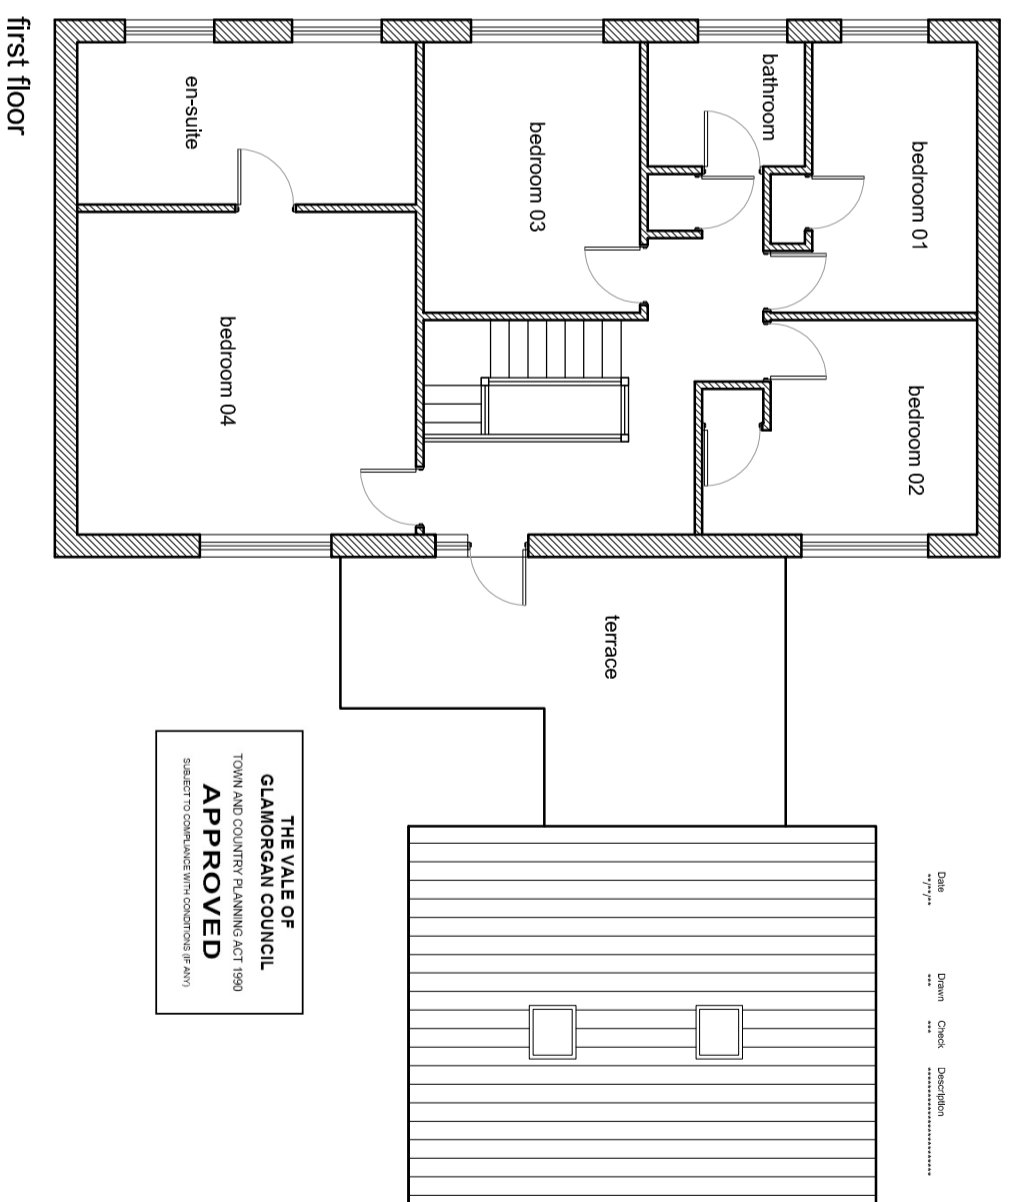 first floor
en-suite
bedroom 03
bathroom
bedroom 01
bedroom 04
bedroom 02
terrace
THE VALE OF
GLAMORGAN COUNCIL
TOWN AND COUNTRY PLANNING ACT 1990
APPROVED
SUBJECT TO COMPLIANCE WITH CONDITIONS (IF ANY)
Date Drawn Check Description
**/**/** *** *** **************************